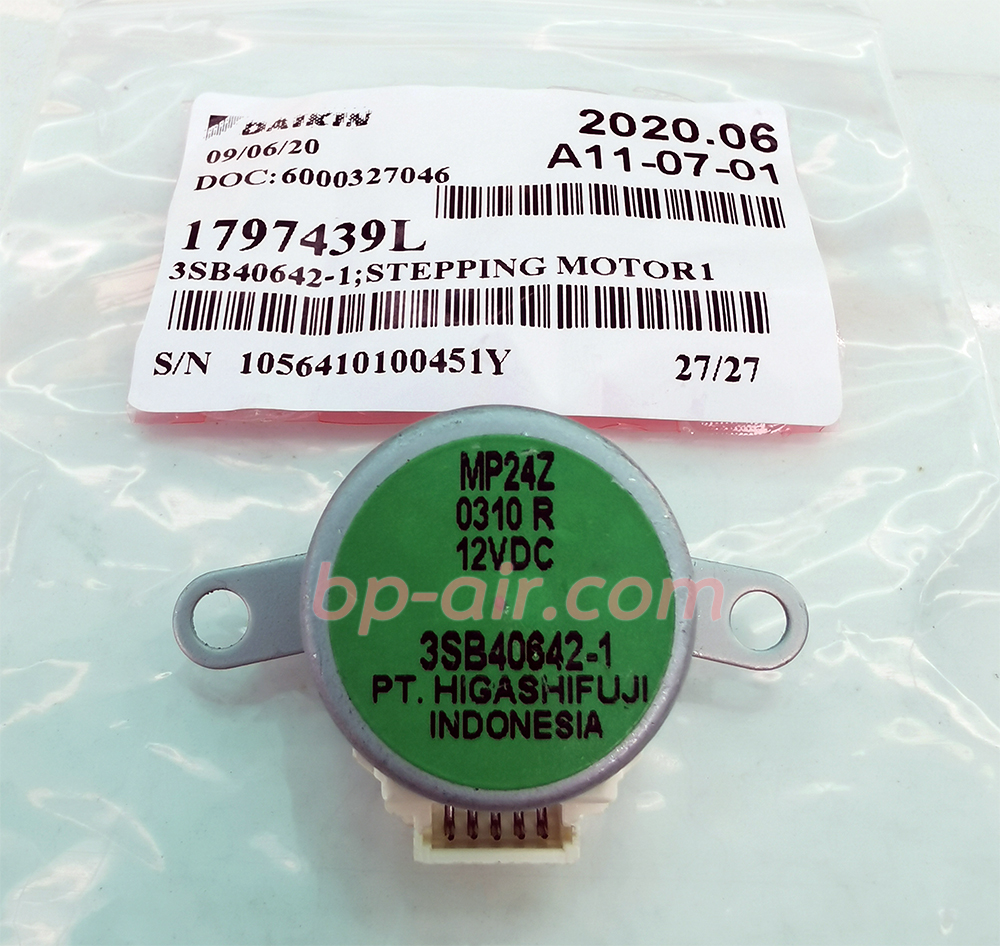 DAIKIN
2020.06
09/06/20
A11-07-01
DOC:6000327046
1797439L
3SB40642-1;STEPPING MOTOR1
S/N 1056410100451Y 27/27
MP24Z
0310 R
12VDC
bp-air.com
3SB40642-1
PT. HIGASHIFUJI
INDONESIA